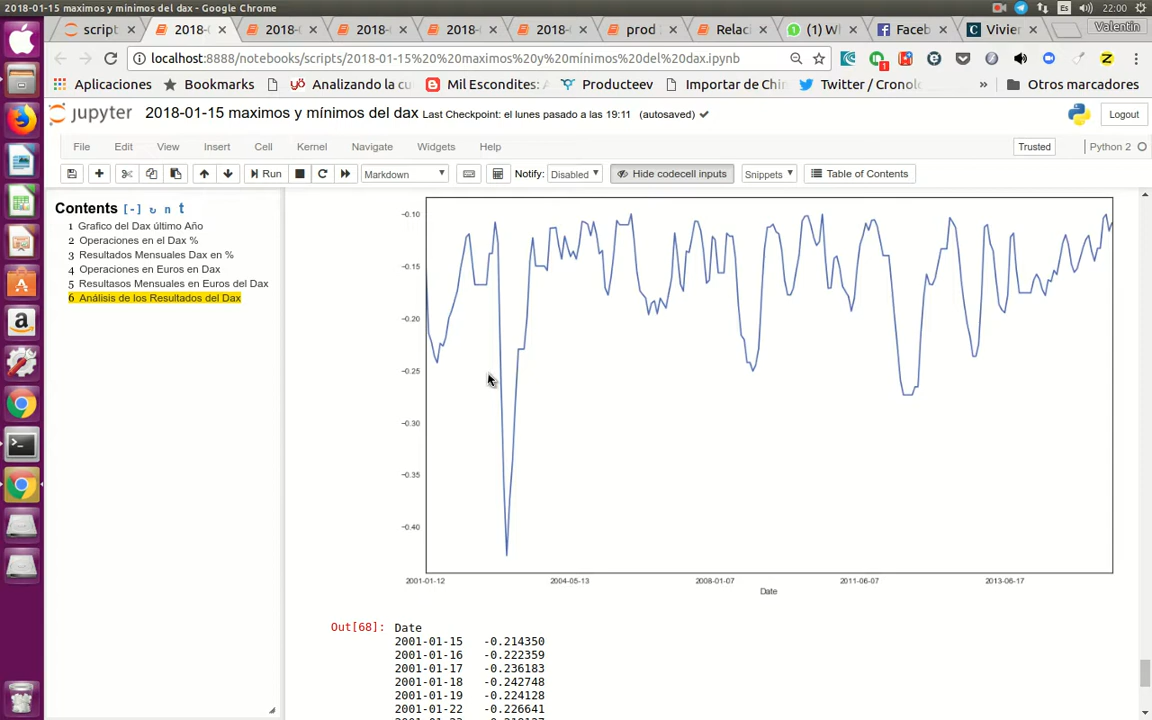 2018-01-15 maximos y mínimos del dax - Google Chrome
Es 22:00
script
2018-
2018-
2018-
2018-
2018-
prod
Relac
(1) W
Faceb
Vivier
Valentin
localhost:8888/notebooks/scripts/2018-01-15%20%20maximos%20y%20minimos%20del%20dax.ipynb
1
Aplicaciones
Bookmarks
Analizando la cu
Mil Escondites:
Producteev
Importar de Chin
Twitter / Cronolo
»
Otros marcadores
jupyter 2018-01-15 maximos y mínimos del dax Last Checkpoint: el lunes pasado a las 19:11 (autosaved)
Logout
File Edit View Insert Cell Kernel Navigate Widgets Help
Trusted
Python 2
Run
Markdown
Notify: Disabled
Hide codecell inputs
Snippets
Table of Contents
Contents [-] ↻ n t
1 Grafico del Dax último Año
2 Operaciones en el Dax %
3 Resultados Mensuales Dax en %
4 Operaciones en Euros en Dax
5 Resultasos Mensuales en Euros del Dax
6 Análisis de los Resultados del Dax
−0.10
−0.15
−0.20
−0.25
−0.30
−0.35
−0.40
2001-01-12
2004-05-13
2008-01-07
2011-06-07
2013-06-17
Date
Out[68]: Date
2001-01-15 -0.214350
2001-01-16 -0.222359
2001-01-17 -0.236183
2001-01-18 -0.242748
2001-01-19 -0.224128
2001-01-22 -0.226641